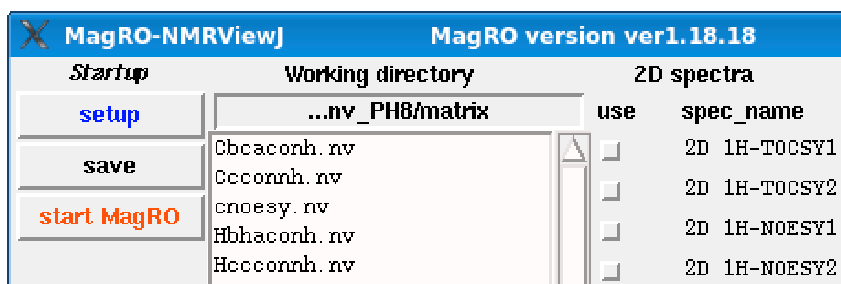 MagRO-NMRViewJ MagRO version ver1.18.18
Startup Working directory 2D spectra
setup ...nv_PH8/matrix use spec_name
save Cbcaconh.nv 2D 1H-TOCSY1
Ccconnh.nv 2D 1H-TOCSY2
start MagRO cnoesy.nv
Hbhaconh.nv 2D 1H-NOESY1
Hccconnh.nv 2D 1H-NOESY2